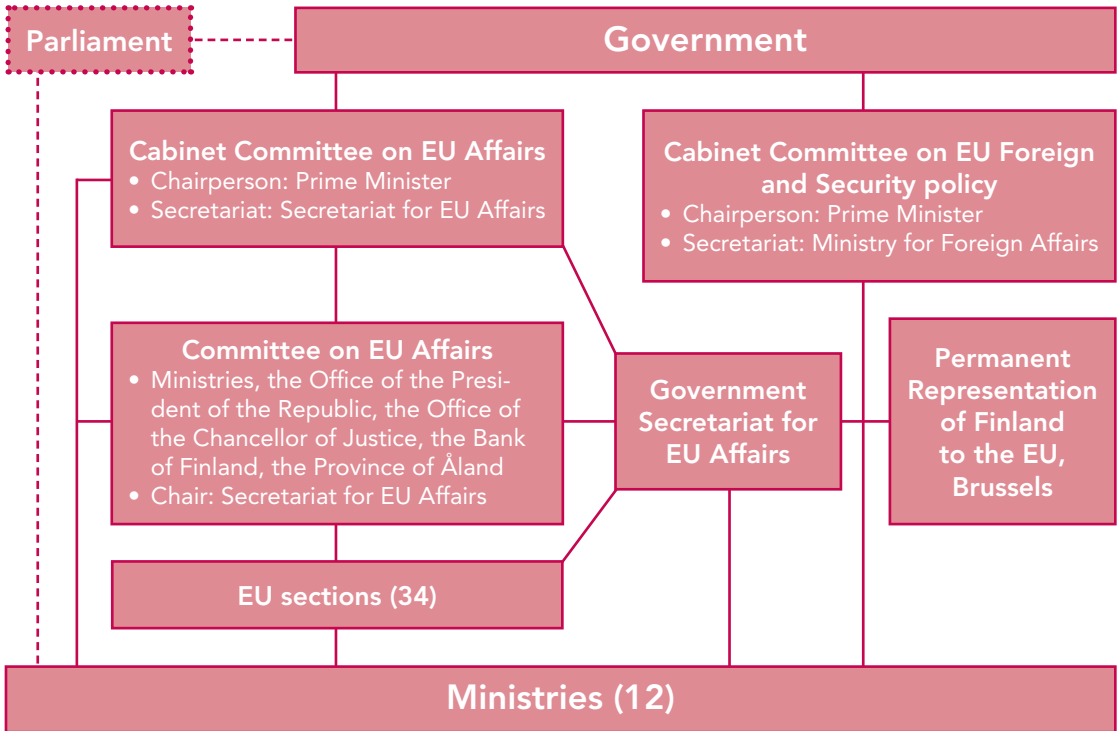 Parliament
Government
Cabinet Committee on EU Affairs
• Chairperson: Prime Minister
• Secretariat: Secretariat for EU Affairs
Cabinet Committee on EU Foreign
and Security policy
• Chairperson: Prime Minister
• Secretariat: Ministry for Foreign Affairs
Committee on EU Affairs
• Ministries, the Office of the Presi-
dent of the Republic, the Office of
the Chancellor of Justice, the Bank
of Finland, the Province of Åland
• Chair: Secretariat for EU Affairs
Government
Secretariat for
EU Affairs
Permanent
Representation
of Finland
to the EU,
Brussels
EU sections (34)
Ministries (12)